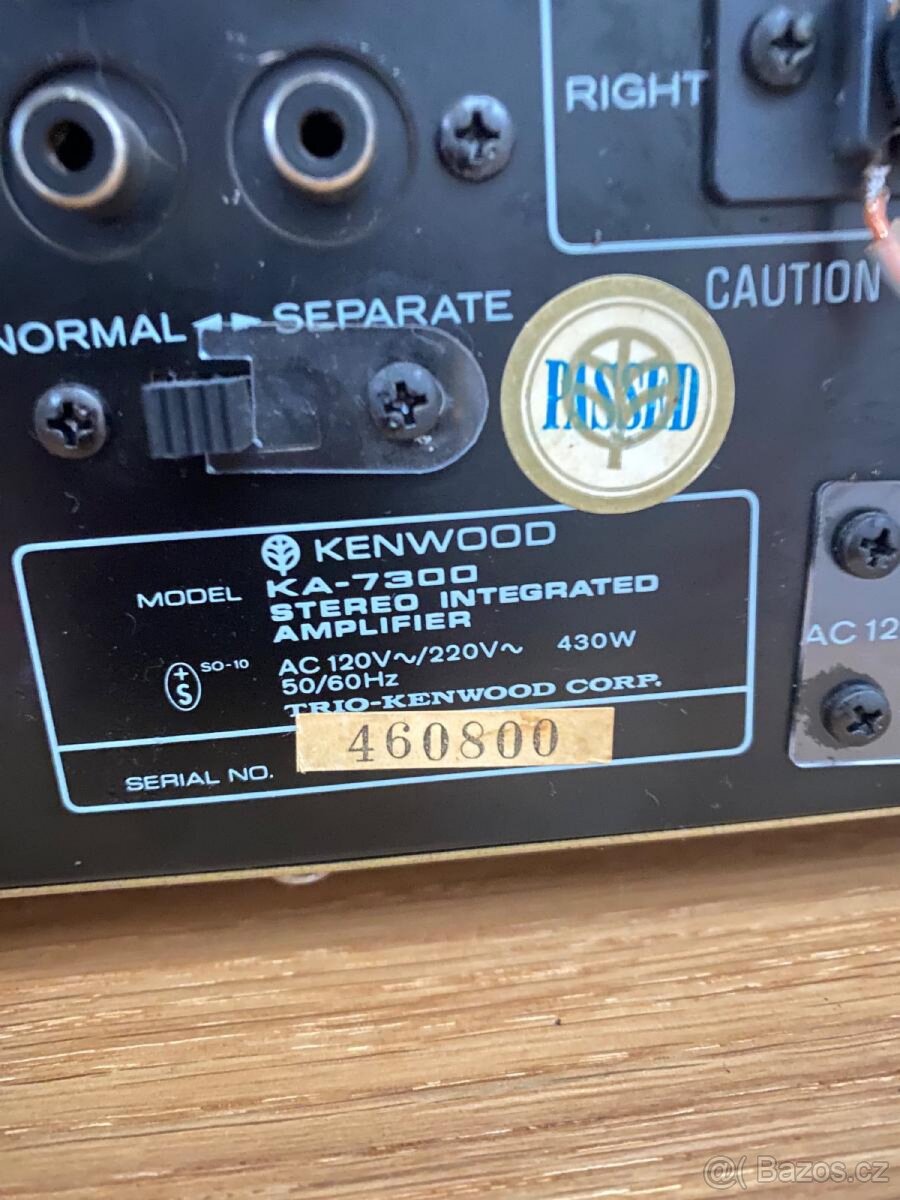 RIGHT
CAUTION
NORMAL ◄► SEPARATE
PASSED
KENWOOD
MODEL KA-7300
STEREO INTEGRATED
AMPLIFIER
+S SO-10 AC 120V~/220V~ 430W
50/60Hz
TRIO-KENWOOD CORP.
SERIAL NO. 460800
AC 12
@( Bazoš.cz